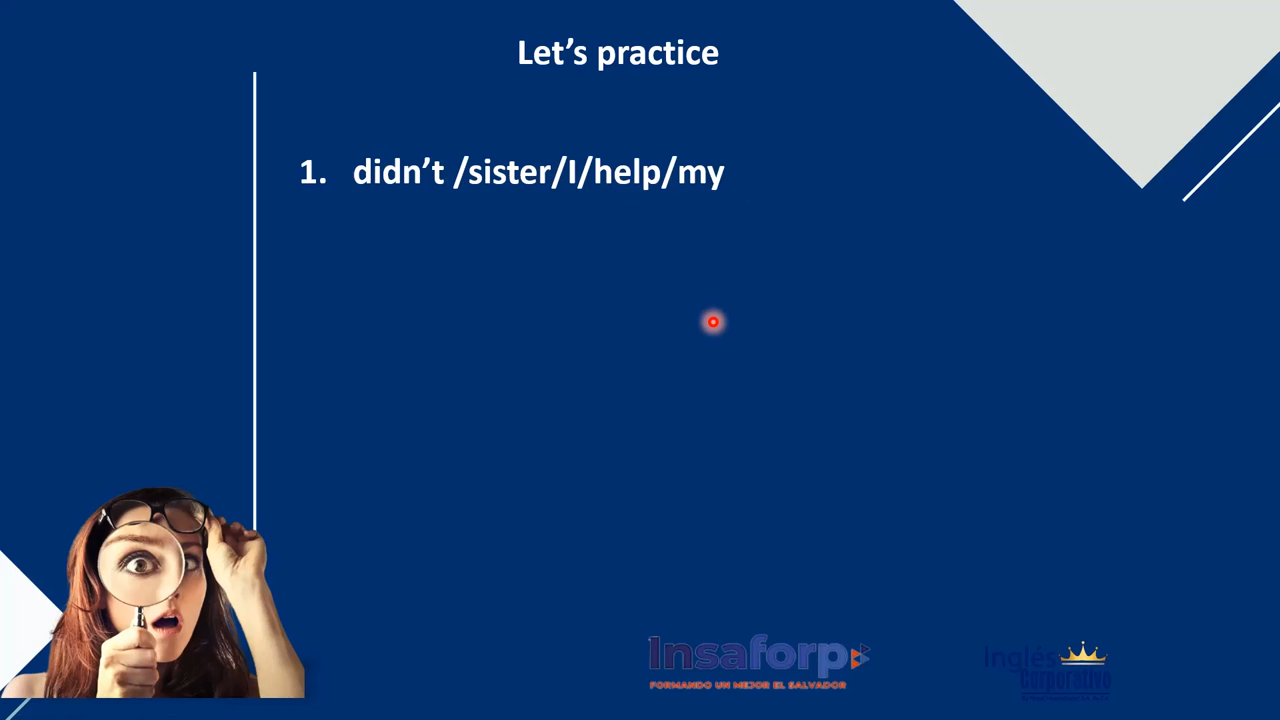 Let's practice
1. didn't /sister/I/help/my
Insaforp
FORMANDO UN MEJOR EL SALVADOR
Inglés
Corporativo